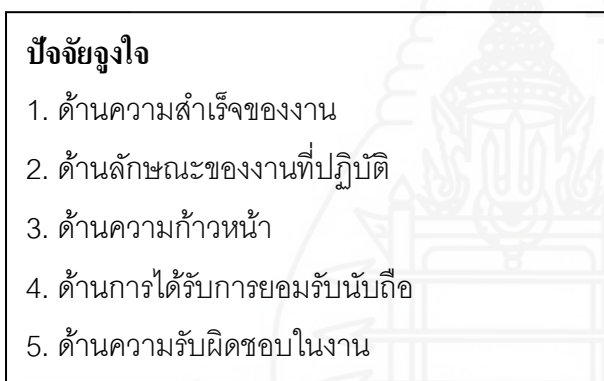 ปัจจัยจูงใจ
1. ด้านความสำเร็จของงาน
2. ด้านลักษณะของงานที่ปฏิบัติ
3. ด้านความก้าวหน้า
4. ด้านการได้รับการยอมรับนับถือ
5. ด้านความรับผิดชอบในงาน